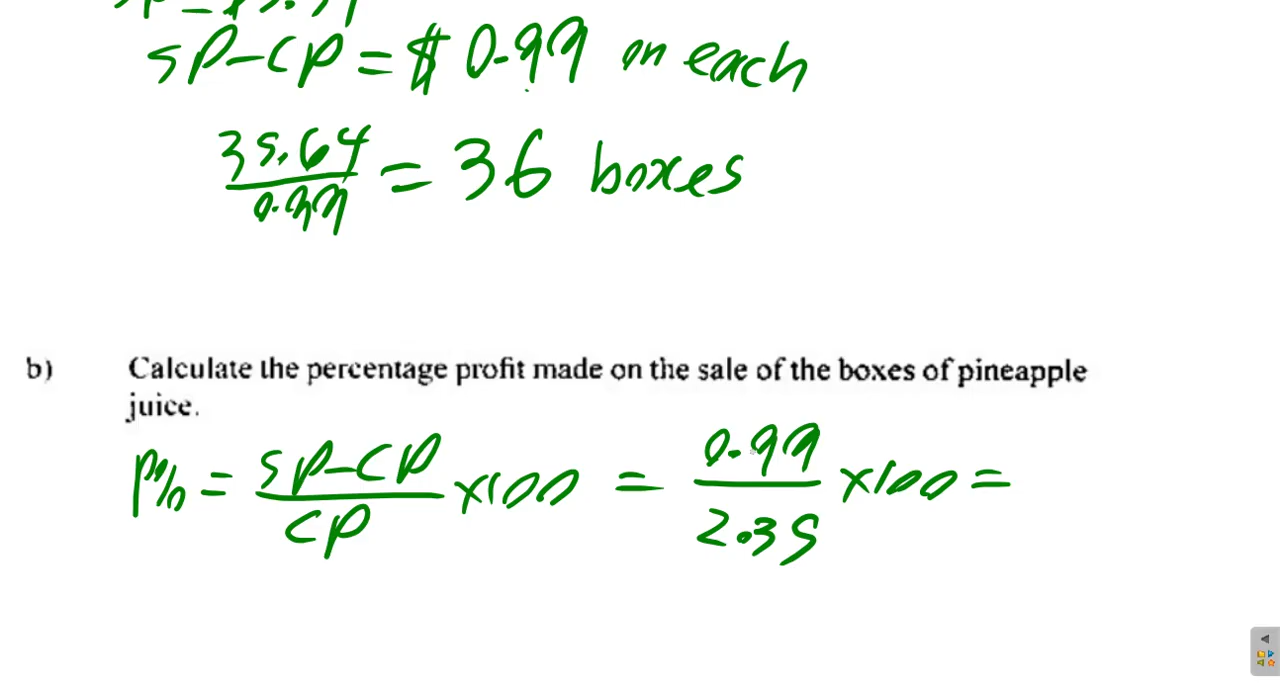 SP-CP = $0.99 on each
35.64 / 0.99 = 36 boxes
b) Calculate the percentage profit made on the sale of the boxes of pineapple
juice.
P% = SP-CP / CP ×100 = 0.99 / 2.35 ×100 =